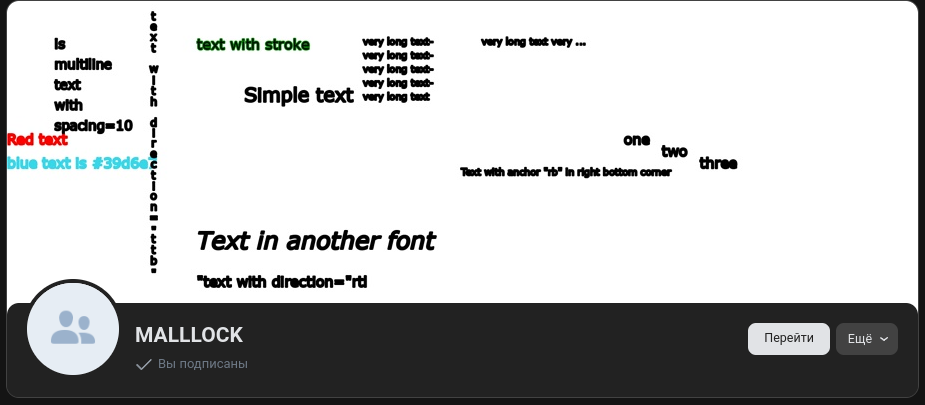 text with direction="ttb"
is
multiline
text
with
spacing=10
text with stroke
very long text-
very long text-
very long text-
very long text-
very long text
very long text very ...
Simple text
Red text
blue text is #39d6e7
one
two
three
Text with anchor "rb" in right bottom corner
Text in another font
"text with direction="rtl
MALLLOCK
Вы подписаны
Перейти
Ещё